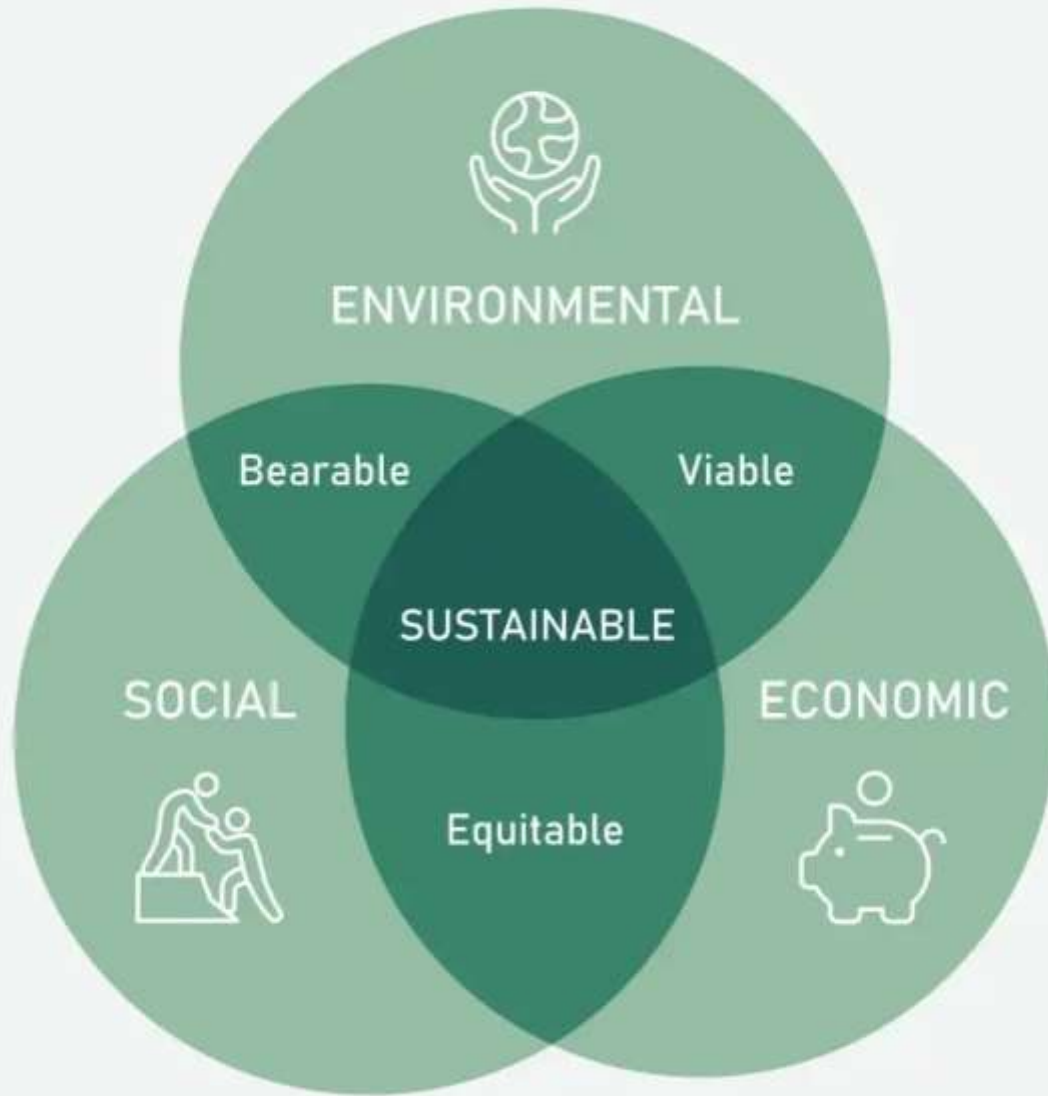 ENVIRONMENTAL
Bearable
Viable
SUSTAINABLE
SOCIAL
ECONOMIC
Equitable